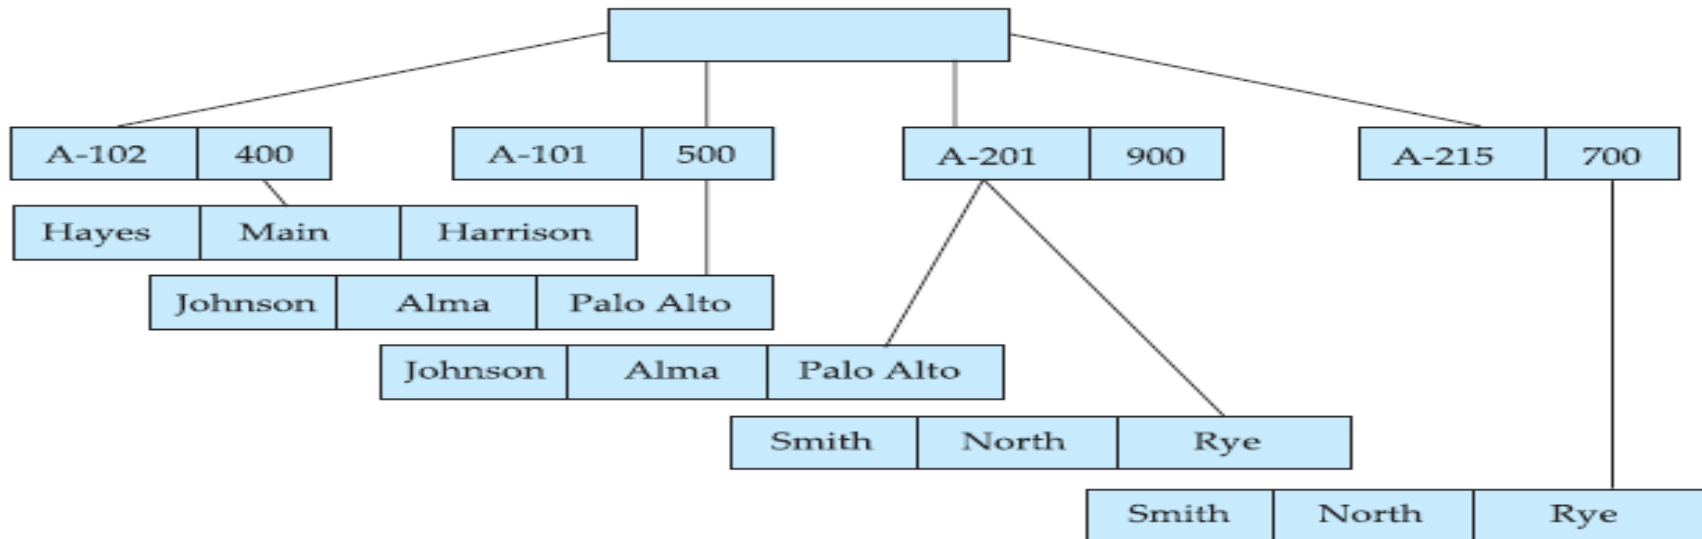 A-102 400 A-101 500 A-201 900 A-215 700
Hayes Main Harrison
Johnson Alma Palo Alto
Johnson Alma Palo Alto
Smith North Rye
Smith North Rye